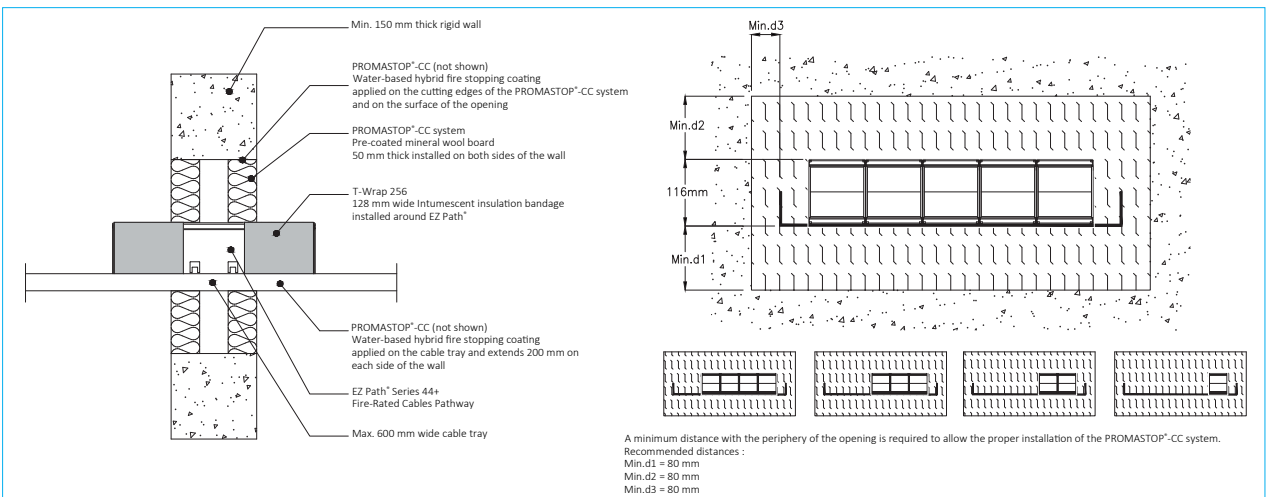 Min. 150 mm thick rigid wall
PROMASTOP®-CC (not shown)
Water-based hybrid fire stopping coating
applied on the cutting edges of the PROMASTOP®-CC system
and on the surface of the opening
PROMASTOP®-CC system
Pre-coated mineral wool board
50 mm thick installed on both sides of the wall
T-Wrap 256
128 mm wide Intumescent insulation bandage
installed around EZ Path®
PROMASTOP®-CC (not shown)
Water-based hybrid fire stopping coating
applied on the cable tray and extends 200 mm on
each side of the wall
EZ Path® Series 44+
Fire-Rated Cables Pathway
Max. 600 mm wide cable tray
Min.d3
Min.d2
116mm
Min.d1
A minimum distance with the periphery of the opening is required to allow the proper installation of the PROMASTOP®-CC system.
Recommended distances :
Min.d1 = 80 mm
Min.d2 = 80 mm
Min.d3 = 80 mm